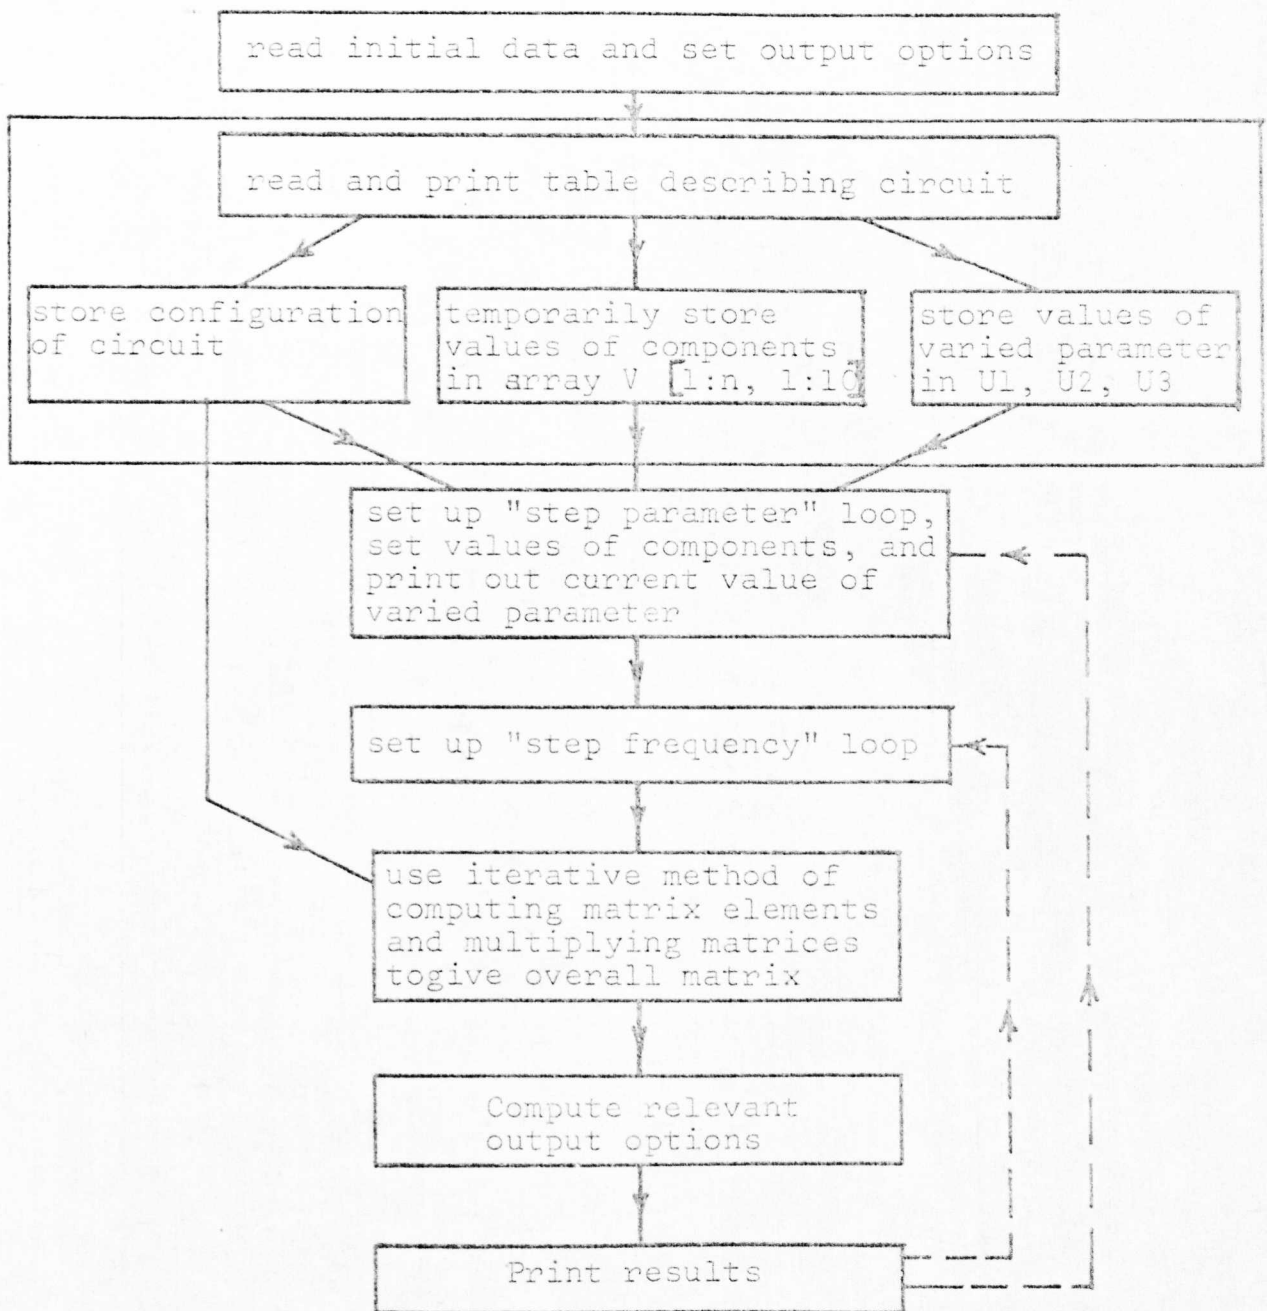 read initial data and set output options
read and print table describing circuit
store configuration
of circuit
temporarily store
values of components
in array V [1:n, 1:10]
store values of
varied parameter
in U1, U2, U3
set up "step parameter" loop,
set values of components, and
print out current value of
varied parameter
set up "step frequency" loop
use iterative method of
computing matrix elements
and multiplying matrices
togive overall matrix
Compute relevant
output options
Print results